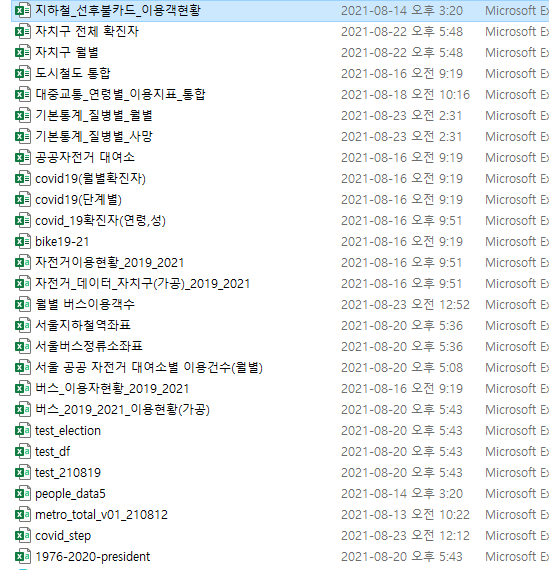 지하철_선후불카드_이용객현황 2021-08-14 오후 3:20 Microsoft Ex
자치구 전체 확진자 2021-08-22 오후 5:48 Microsoft Ex
자치구 월별 2021-08-22 오후 5:48 Microsoft Ex
도시철도 통합 2021-08-16 오전 9:19 Microsoft Ex
대중교통_연령별_이용지표_통합 2021-08-18 오전 10:16 Microsoft Ex
기본통계_질병별_월별 2021-08-23 오전 2:31 Microsoft Ex
기본통계_질병별_사망 2021-08-23 오전 2:31 Microsoft Ex
공공자전거 대여소 2021-08-16 오전 9:19 Microsoft Ex
covid19(월별확진자) 2021-08-16 오전 9:19 Microsoft Ex
covid19(단계별) 2021-08-16 오전 9:19 Microsoft Ex
covid_19확진자(연령,성) 2021-08-16 오후 9:51 Microsoft Ex
bike19-21 2021-08-16 오전 9:19 Microsoft Ex
자전거이용현황_2019_2021 2021-08-16 오후 9:51 Microsoft Ex
자전거_데이터_자치구(가공)_2019_2021 2021-08-16 오후 9:51 Microsoft Ex
월별 버스이용객수 2021-08-23 오전 12:52 Microsoft Ex
서울지하철역좌표 2021-08-20 오후 5:36 Microsoft Ex
서울버스정류소좌표 2021-08-20 오후 5:36 Microsoft Ex
서울 공공 자전거 대여소별 이용건수(월별) 2021-08-20 오후 5:08 Microsoft Ex
버스_이용자현황_2019_2021 2021-08-16 오전 9:19 Microsoft Ex
버스_2019_2021_이용현황(가공) 2021-08-20 오후 5:43 Microsoft Ex
test_election 2021-08-20 오후 5:43 Microsoft Ex
test_df 2021-08-20 오후 5:43 Microsoft Ex
test_210819 2021-08-20 오후 5:43 Microsoft Ex
people_data5 2021-08-14 오후 3:20 Microsoft Ex
metro_total_v01_210812 2021-08-13 오전 10:22 Microsoft Ex
covid_step 2021-08-23 오전 12:12 Microsoft Ex
1976-2020-president 2021-08-20 오후 5:43 Microsoft Ex